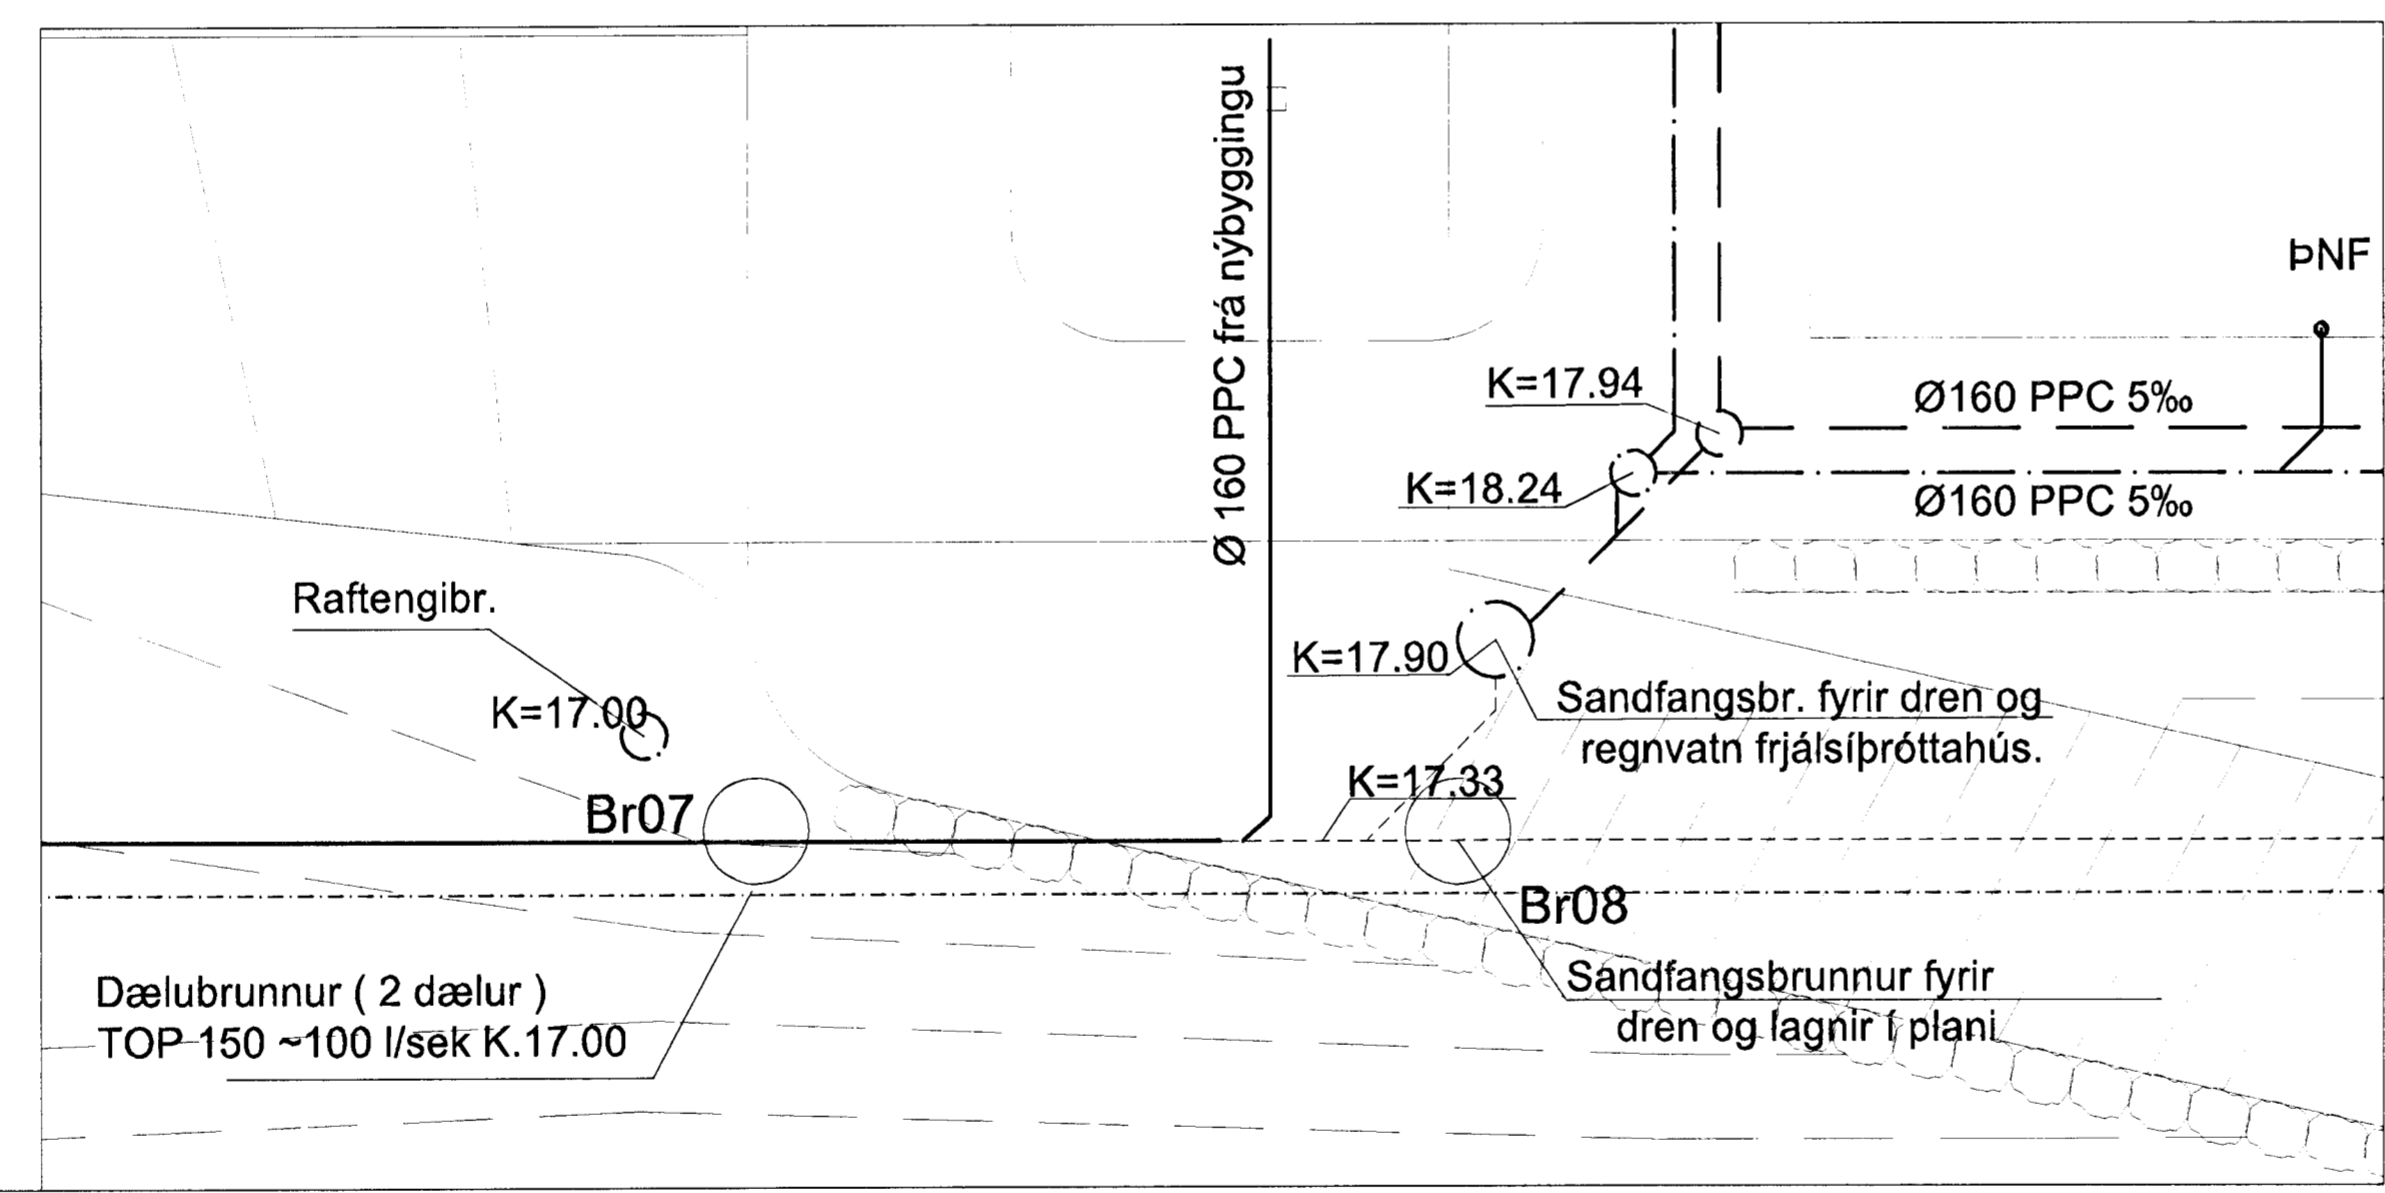 Ø 160 PPC frá nýbyggingu
ÞNF
K=17.94
Ø160 PPC 5‰
K=18.24
Ø160 PPC 5‰
Raftengibr.
K=17.00
K=17.90
Sandfangsbr. fyrir dren og
regnvatn frjálsíþróttahús.
K=17.33
Br07
Br08
Dælubrunnur ( 2 dælur )
TOP 150 ~100 l/sek K.17.00
Sandfangsbrunnur fyrir
dren og lagnir í plani